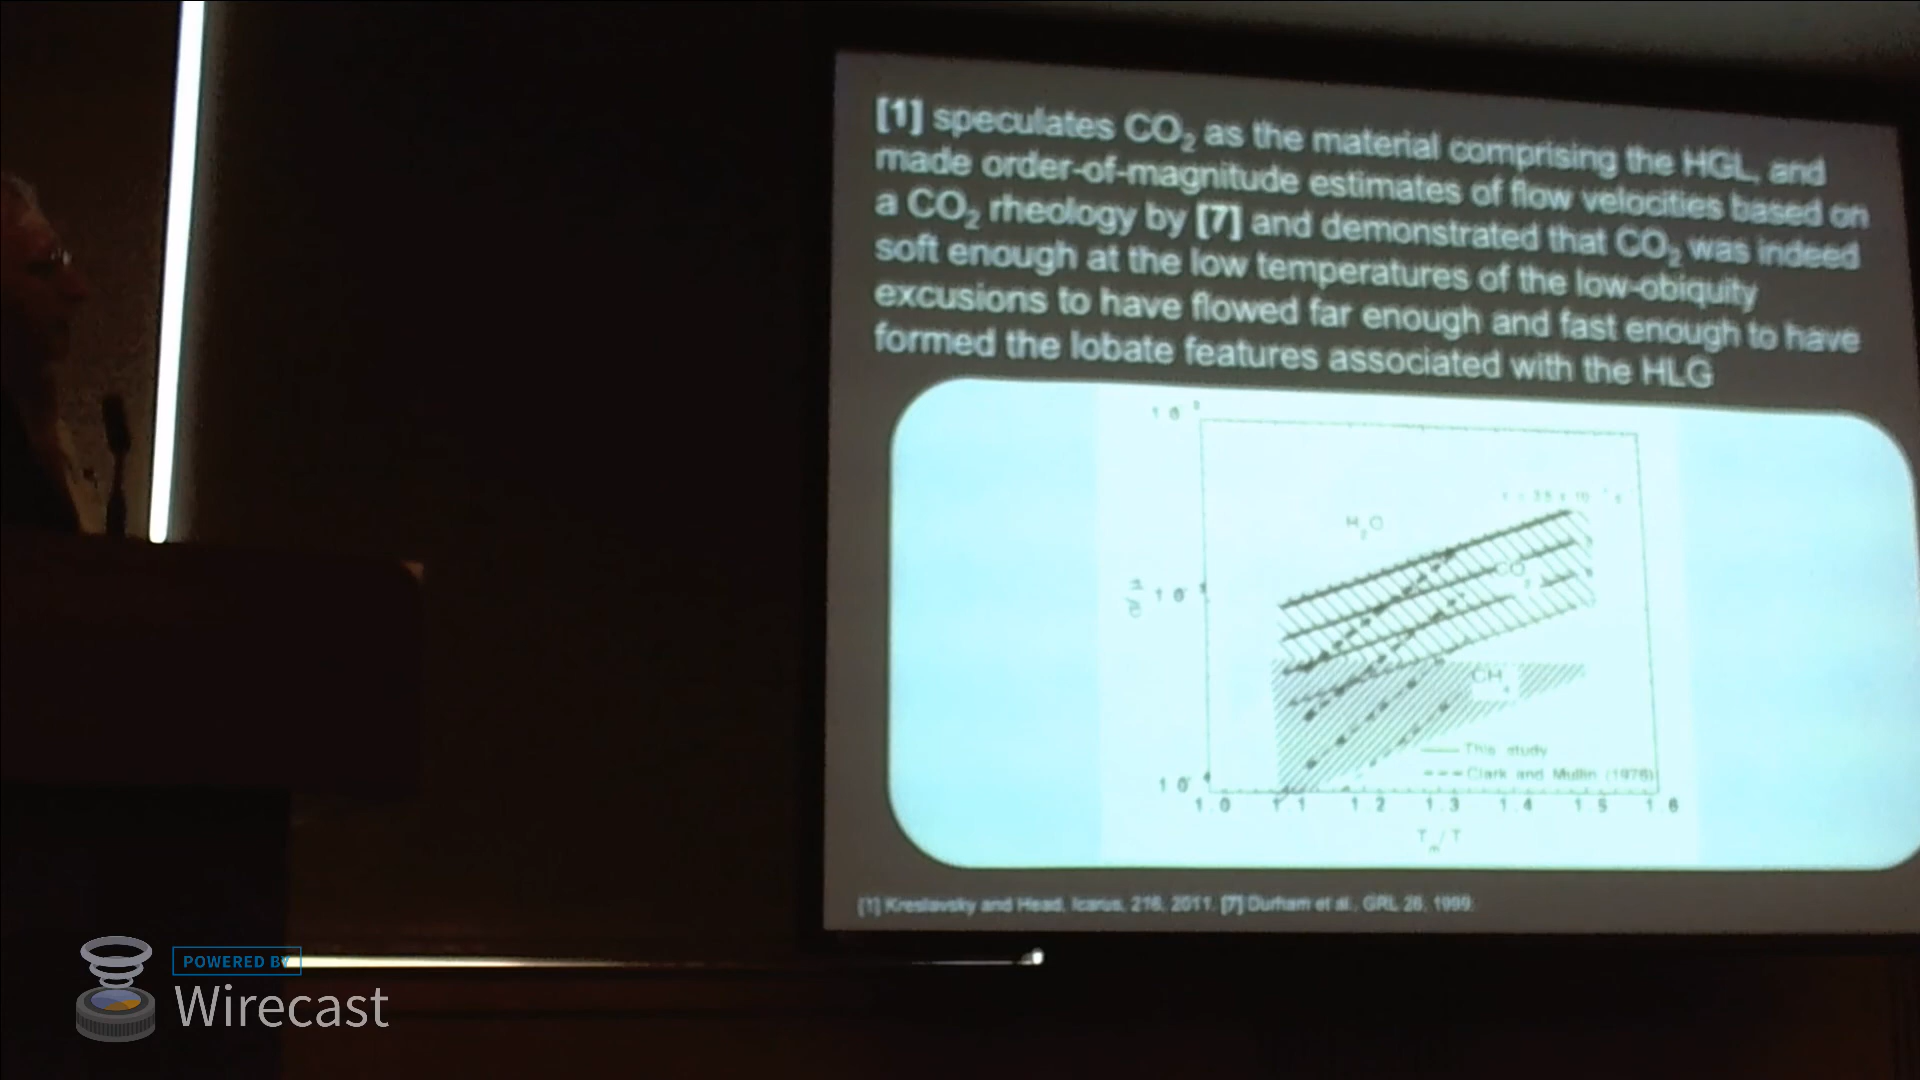 [1] speculates CO2 as the material comprising the HGL, and
made order-of-magnitude estimates of flow velocities based on
a CO2 rheology by [7] and demonstrated that CO2 was indeed
soft enough at the low temperatures of the low-obiquity
excusions to have flowed far enough and fast enough to have
formed the lobate features associated with the HLG
H2O
CO2
CH4
This study
Clark and Mullin (1976)
1.0 1.1 1.2 1.3 1.4 1.5 1.6
Tm/T
[1] Kreslavsky and Head, Icarus, 216, 2011. [7] Durham et al., GRL 26, 1999.
POWERED BY
Wirecast